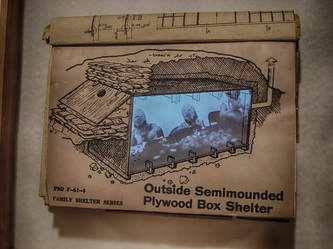 PSD F-61-4
FAMILY SHELTER SERIES
Outside Semimounded
Plywood Box Shelter